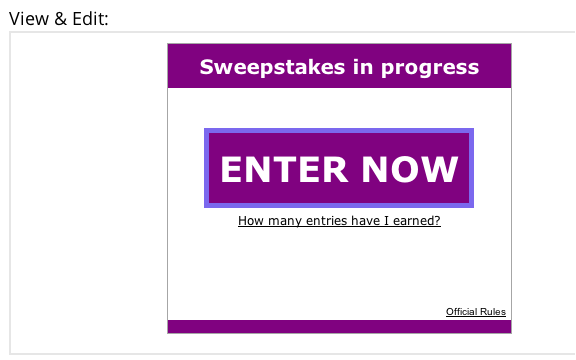 View & Edit:
Sweepstakes in progress
ENTER NOW
How many entries have I earned?
Official Rules